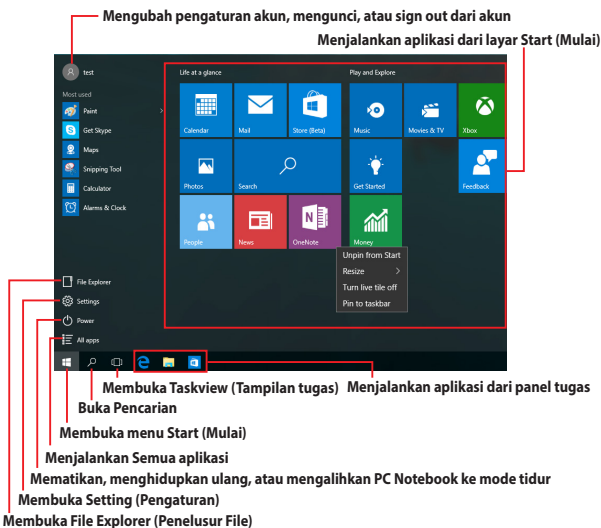 Mengubah pengaturan akun, mengunci, atau sign out dari akun
Menjalankan aplikasi dari layar Start (Mulai)
test
Life at a glance
Play and Explore
Most used
Paint
Get Skype
Maps
Snipping Tool
Calculator
Alarms & Clock
Calendar
Mail
Store (Beta)
Music
Movies & TV
Xbox
Photos
Search
Get Started
Feedback
People
News
OneNote
Money
Unpin from Start
Resize
Turn live tile off
Pin to taskbar
File Explorer
Settings
Power
All apps
Membuka Taskview (Tampilan tugas)
Menjalankan aplikasi dari panel tugas
Buka Pencarian
Membuka menu Start (Mulai)
Menjalankan Semua aplikasi
Mematikan, menghidupkan ulang, atau mengalihkan PC Notebook ke mode tidur
Membuka Setting (Pengaturan)
Membuka File Explorer (Penelusur File)